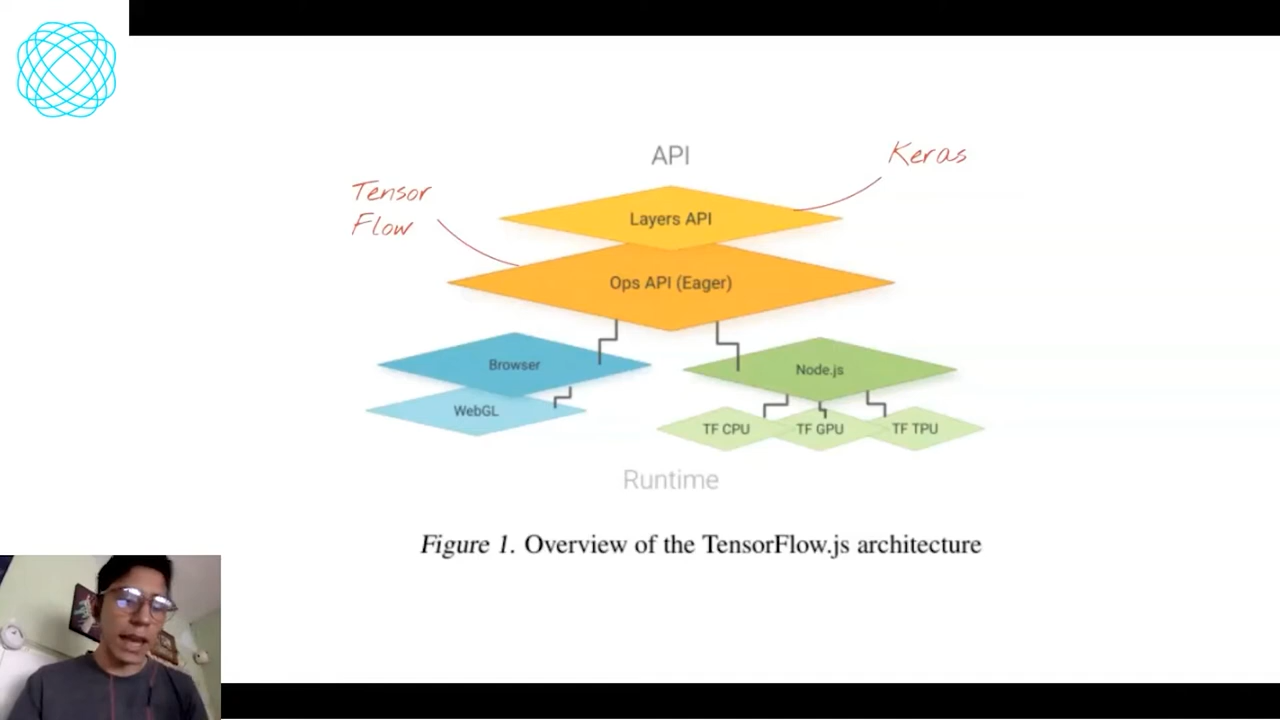 API
Keras
Tensor
Flow
Layers API
Ops API (Eager)
Browser
Node.js
WebGL
TF CPU
TF GPU
TF TPU
Runtime
Figure 1. Overview of the TensorFlow.js architecture